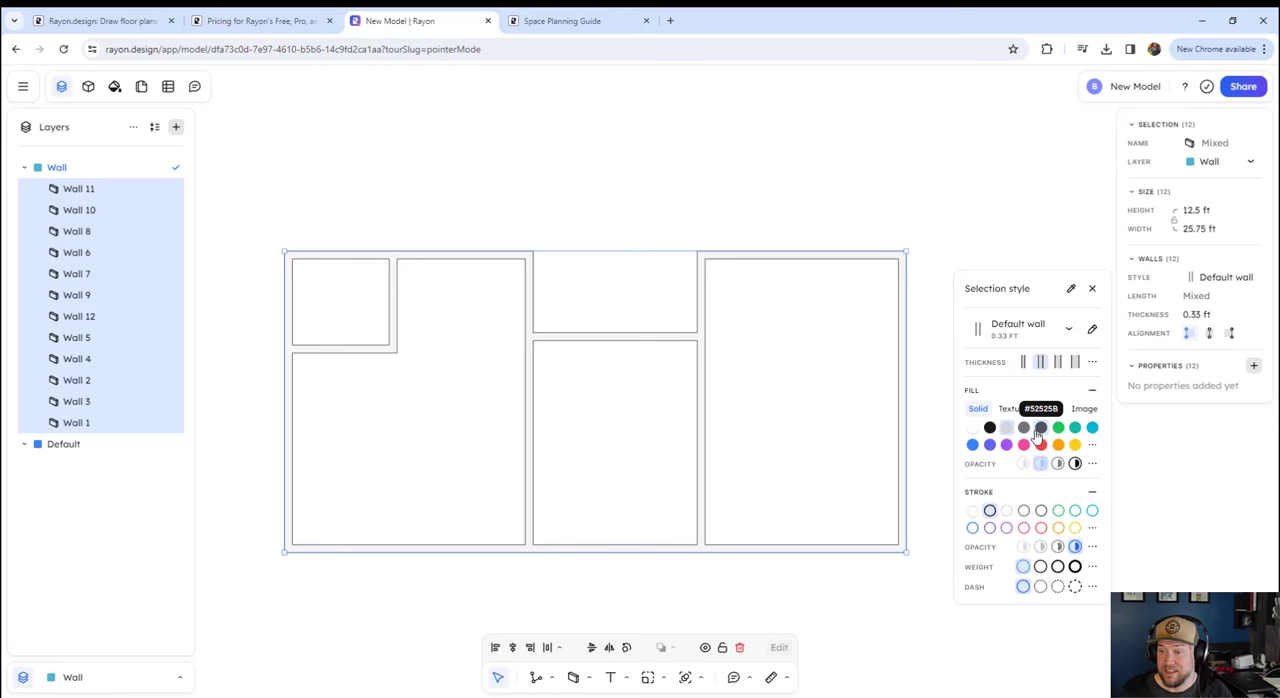 Rayon.design: Draw floor plans
Pricing for Rayon's Free, Pro, an
New Model | Rayon
Space Planning Guide
rayon.design/app/model/dfa73c0d-7e97-4610-b5b6-14c9fd2ca1aa?tourSlug=pointerMode
New Chrome available
B New Model ? Share
Layers
Wall
Wall 11
Wall 10
Wall 8
Wall 6
Wall 7
Wall 9
Wall 12
Wall 5
Wall 4
Wall 2
Wall 3
Wall 1
Default
Wall
Selection style
Default wall
0.33 FT
THICKNESS
FILL
Solid Textu #52525B Image
OPACITY
STROKE
OPACITY
WEIGHT
DASH
SELECTION (12)
NAME Mixed
LAYER Wall
SIZE (12)
HEIGHT 12.5 ft
WIDTH 25.75 ft
WALLS (12)
STYLE Default wall
LENGTH Mixed
THICKNESS 0.33 ft
ALIGNMENT
PROPERTIES (12)
No properties added yet
Edit